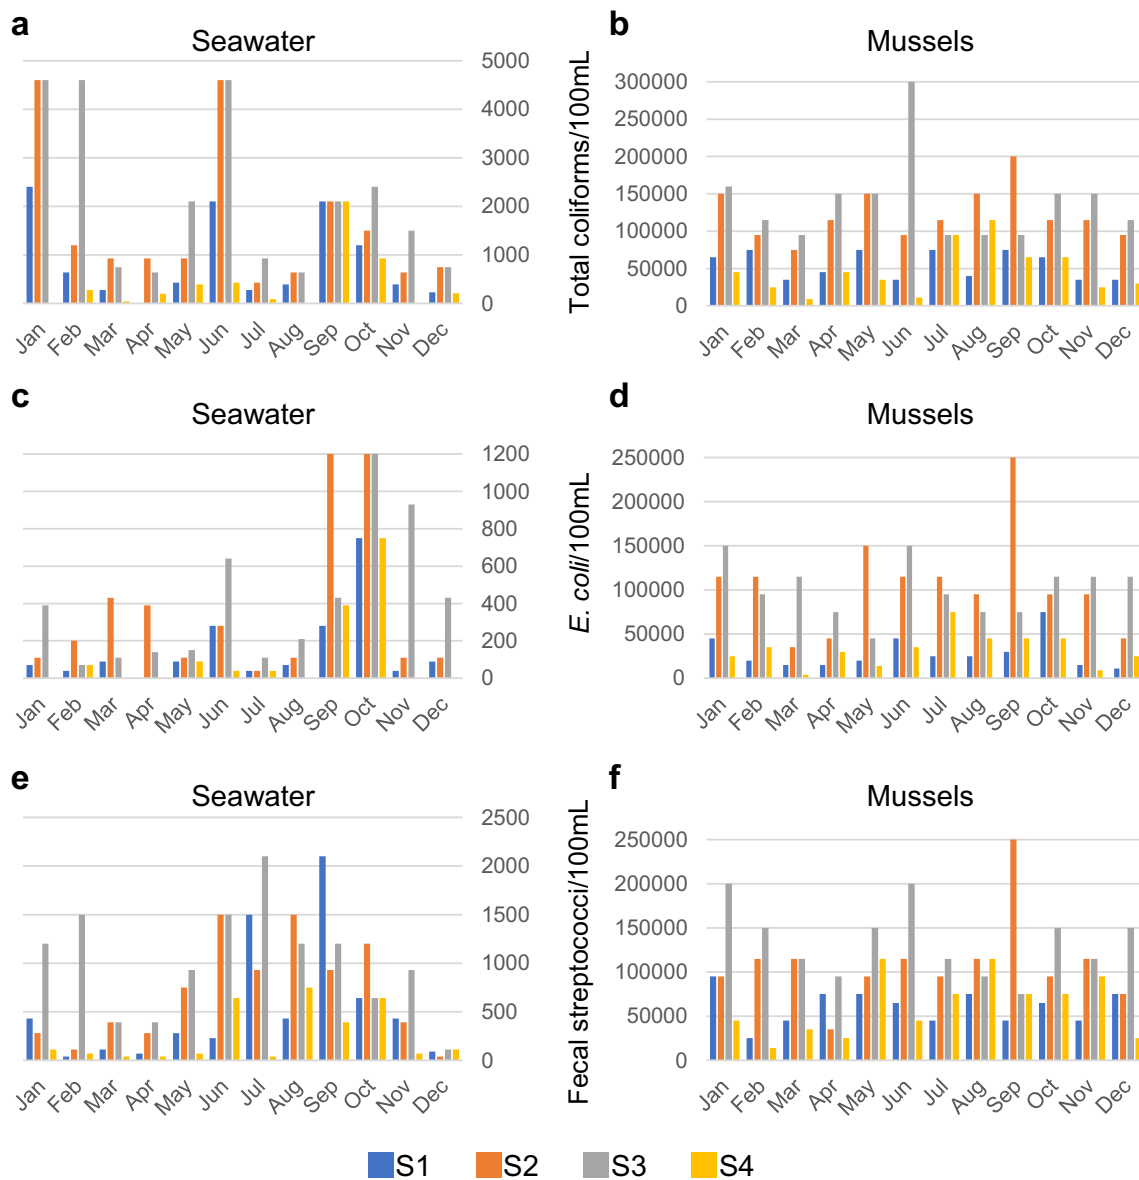 a
Seawater
5000
4000
3000
2000
1000
0
Jan Feb Mar Apr May Jun Jul Aug Sep Oct Nov Dec
b
Mussels
Total coliforms/100mL
300000
250000
200000
150000
100000
50000
0
Jan Feb Mar Apr May Jun Jul Aug Sep Oct Nov Dec
c
Seawater
1200
1000
800
600
400
200
0
Jan Feb Mar Apr May Jun Jul Aug Sep Oct Nov Dec
d
Mussels
E. coli/100mL
250000
200000
150000
100000
50000
0
Jan Feb Mar Apr May Jun Jul Aug Sep Oct Nov Dec
e
Seawater
2500
2000
1500
1000
500
0
Jan Feb Mar Apr May Jun Jul Aug Sep Oct Nov Dec
f
Mussels
Fecal streptococci/100mL
250000
200000
150000
100000
50000
0
Jan Feb Mar Apr May Jun Jul Aug Sep Oct Nov Dec
S1 S2 S3 S4